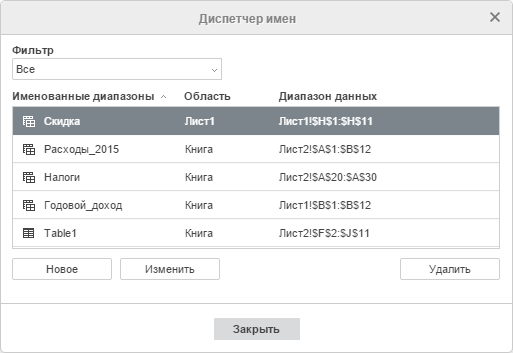 Диспетчер имен
Фильтр
Все
Именованные диапазоны Область Диапазон данных
Скидка Лист1 Лист1!$H$1:$H$11
Расходы_2015 Книга Лист2!$A$1:$B$12
Налоги Книга Лист2!$A$20:$A$30
Годовой_доход Книга Лист1!$B$1:$B$12
Table1 Книга Лист2!$F$2:$J$11
Новое Изменить Удалить
Закрыть